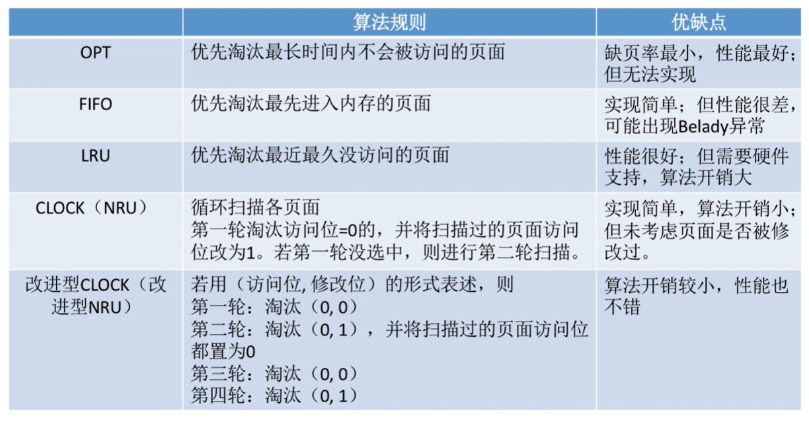 算法规则 优缺点
OPT 优先淘汰最长时间内不会被访问的页面 缺页率最小，性能最好；
但无法实现
FIFO 优先淘汰最先进入内存的页面 实现简单；但性能很差，
可能出现Belady异常
LRU 优先淘汰最近最久没访问的页面 性能很好；但需要硬件
支持，算法开销大
CLOCK（NRU） 循环扫描各页面
第一轮淘汰访问位=0的，并将扫描过的页面访问
位改为1。若第一轮没选中，则进行第二轮扫描。
实现简单，算法开销小；
但未考虑页面是否被修
改过。
改进型CLOCK（改
进型NRU）
若用（访问位, 修改位）的形式表述，则
第一轮：淘汰（0, 0）
第二轮：淘汰（0, 1），并将扫描过的页面访问位
都置为0
第三轮：淘汰（0, 0）
第四轮：淘汰（0, 1）
算法开销较小，性能也
不错